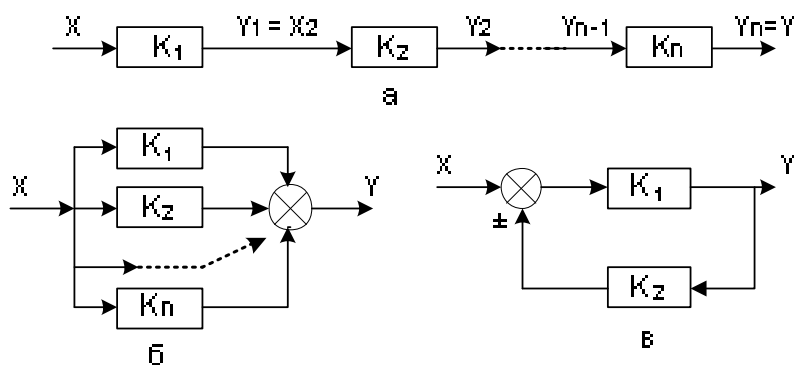 X Y1 = X2 Y2 Yn-1 Yn=Y
K1 K2 Kn
а
K1
X K2 Y
Kn
б
X Y
K1
±
K2
в